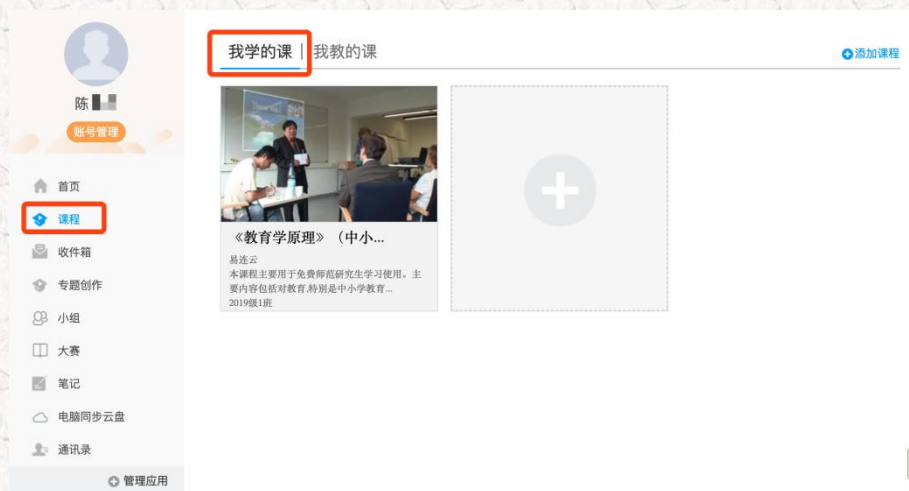 我学的课 | 我教的课
添加课程
陈
账号管理
首页
课程
收件箱
专题创作
小组
大赛
笔记
电脑同步云盘
通讯录
管理应用
《教育学原理》（中小...
易连云
本课程主要用于免费师范研究生学习使用。主
要内容包括对教育,特别是中小学教育...
2019级1班